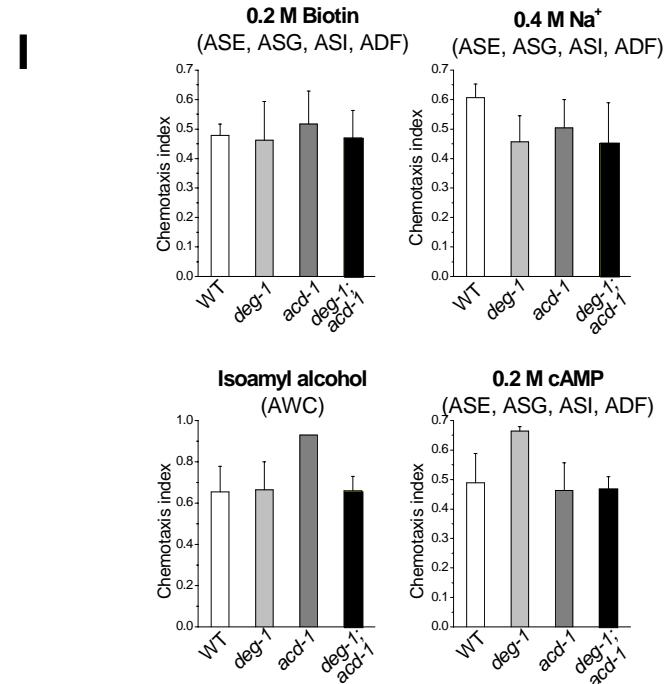 I
0.2 M Biotin
(ASE, ASG, ASI, ADF)
Chemotaxis index
0.7
0.6
0.5
0.4
0.3
0.2
0.1
0.0
WT
deg-1
acd-1
deg-1;
acd-1
0.4 M Na⁺
(ASE, ASG, ASI, ADF)
Chemotaxis index
0.7
0.6
0.5
0.4
0.3
0.2
0.1
0.0
WT
deg-1
acd-1
deg-1;
acd-1
Isoamyl alcohol
(AWC)
Chemotaxis index
1.0
0.8
0.6
0.4
0.2
0.0
WT
deg-1
acd-1
deg-1;
acd-1
0.2 M cAMP
(ASE, ASG, ASI, ADF)
Chemotaxis index
0.7
0.6
0.5
0.4
0.3
0.2
0.1
0.0
WT
deg-1
acd-1
deg-1;
acd-1